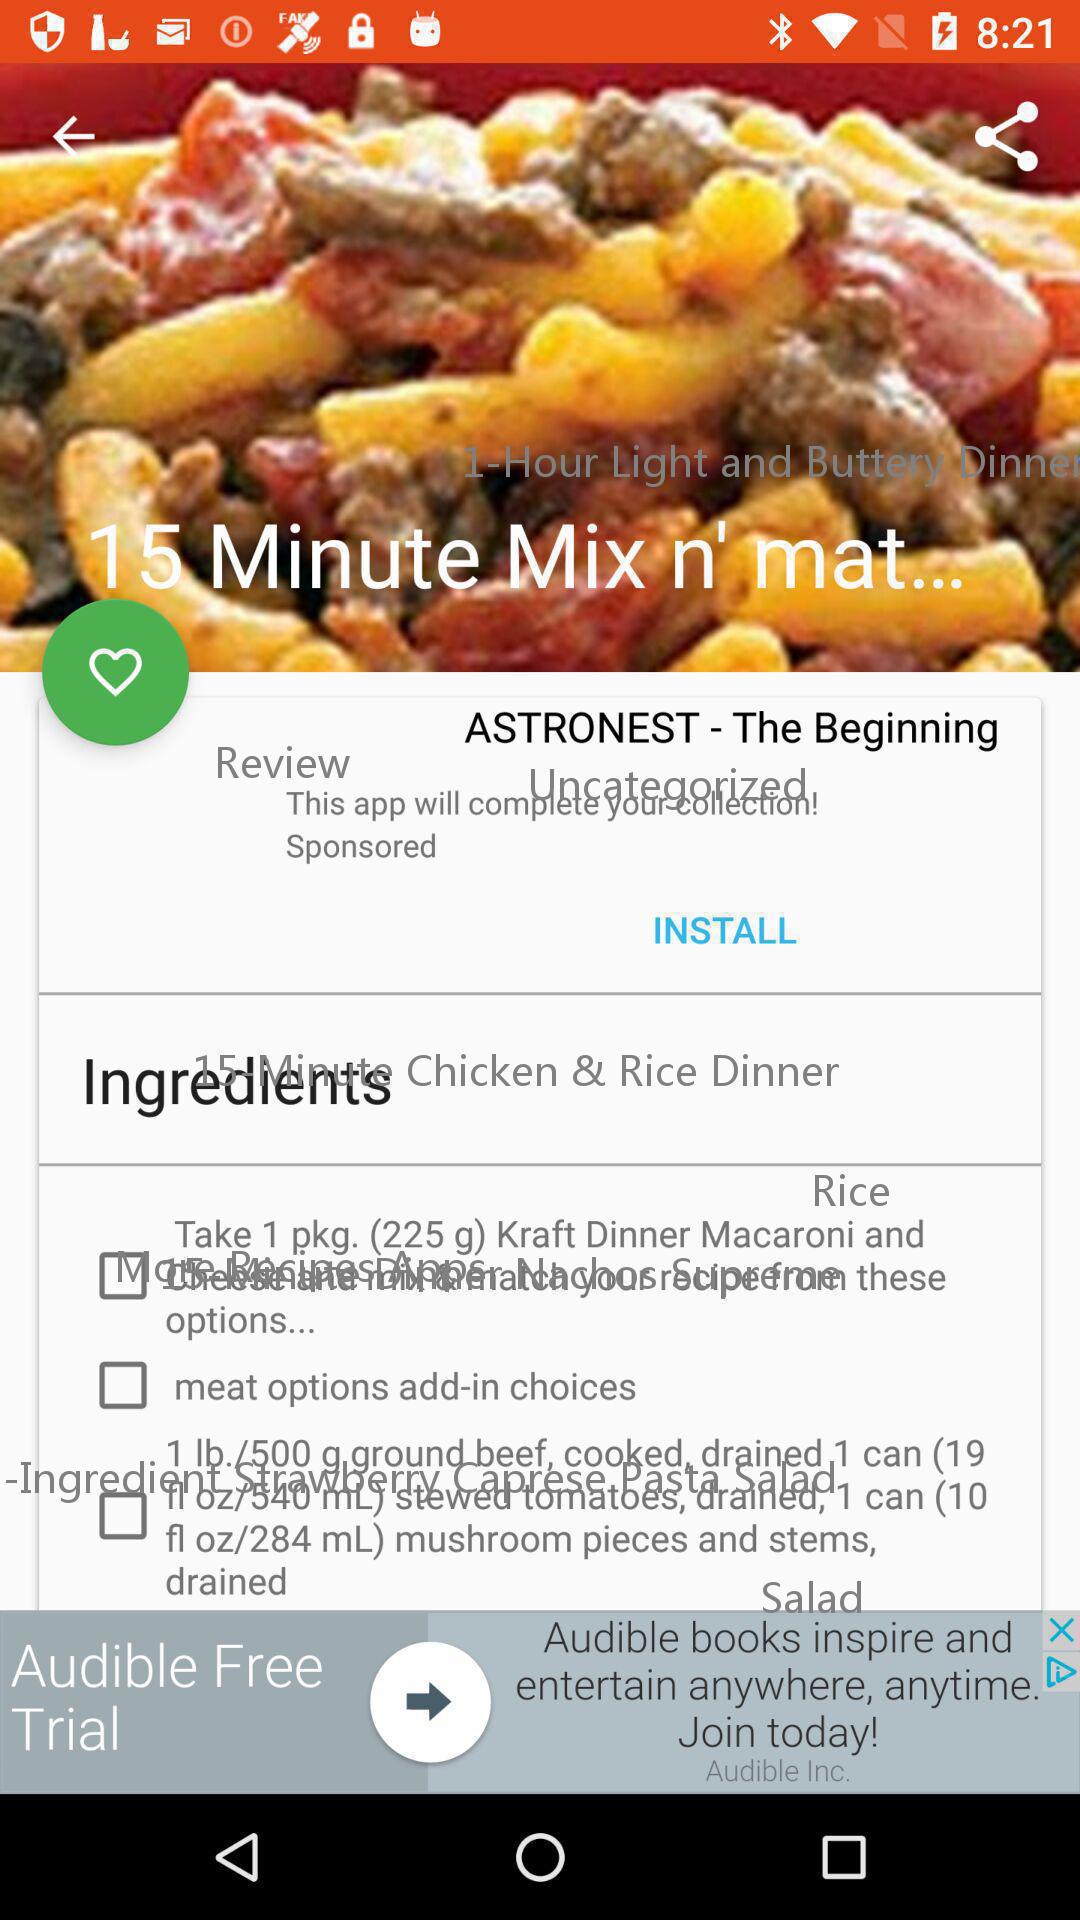 FAKE
8:21
1-Hour Light and Buttery Dinner
15 Minute Mix n' mat...
ASTRONEST - The Beginning
Review
Uncategorized
This app will complete your collection!
Sponsored
INSTALL
15-Minute Chicken & Rice Dinner
Ingredients
Rice
Take 1 pkg. (225 g) Kraft Dinner Macaroni and
More Recipes Apps
15-Minute Dinner Nachos Supreme
Cheese and mix & match your recipe from these
options...
meat options add-in choices
1 lb./500 g ground beef, cooked, drained 1 can (19
-Ingredient Strawberry Caprese Pasta Salad
fl oz/540 mL) stewed tomatoes, drained, 1 can (10
fl oz/284 mL) mushroom pieces and stems,
drained
Salad
Audible Free
Trial
Audible books inspire and
entertain anywhere, anytime.
Join today!
Audible Inc.